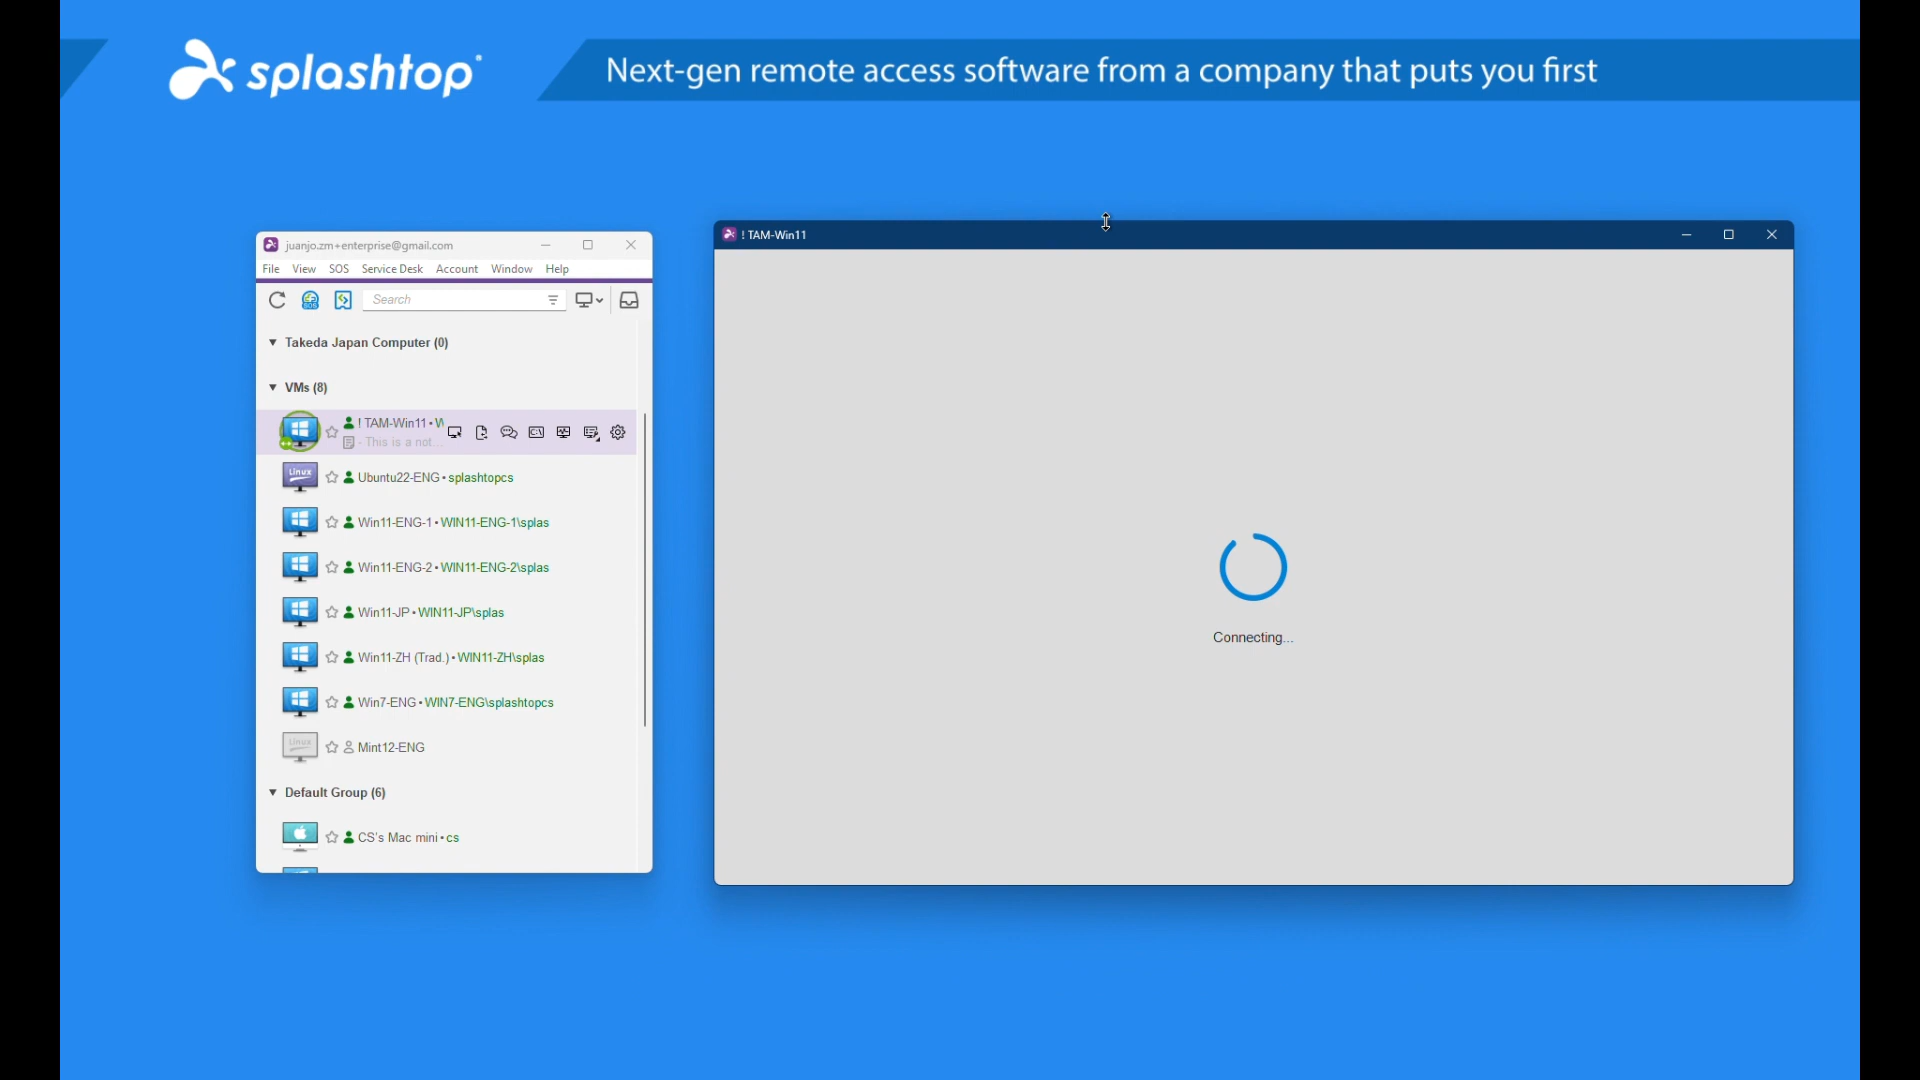 splashtop
Next-gen remote access software from a company that puts you first
juanjo.zm+enterprise@gmail.com
File View SOS Service Desk Account Window Help
SOS
Search
Takeda Japan Computer (0)
VMs (8)
! TAM-Win11 • W
- This is a not...
Linux
Ubuntu22-ENG • splashtopcs
Win11-ENG-1 • WIN11-ENG-1\splas
Win11-ENG-2 • WIN11-ENG-2\splas
Win11-JP • WIN11-JP\splas
Win11-ZH (Trad.) • WIN11-ZH\splas
Win7-ENG • WIN7-ENG\splashtopcs
Linux
Mint12-ENG
Default Group (6)
CS's Mac mini • cs
! TAM-Win11
Connecting...